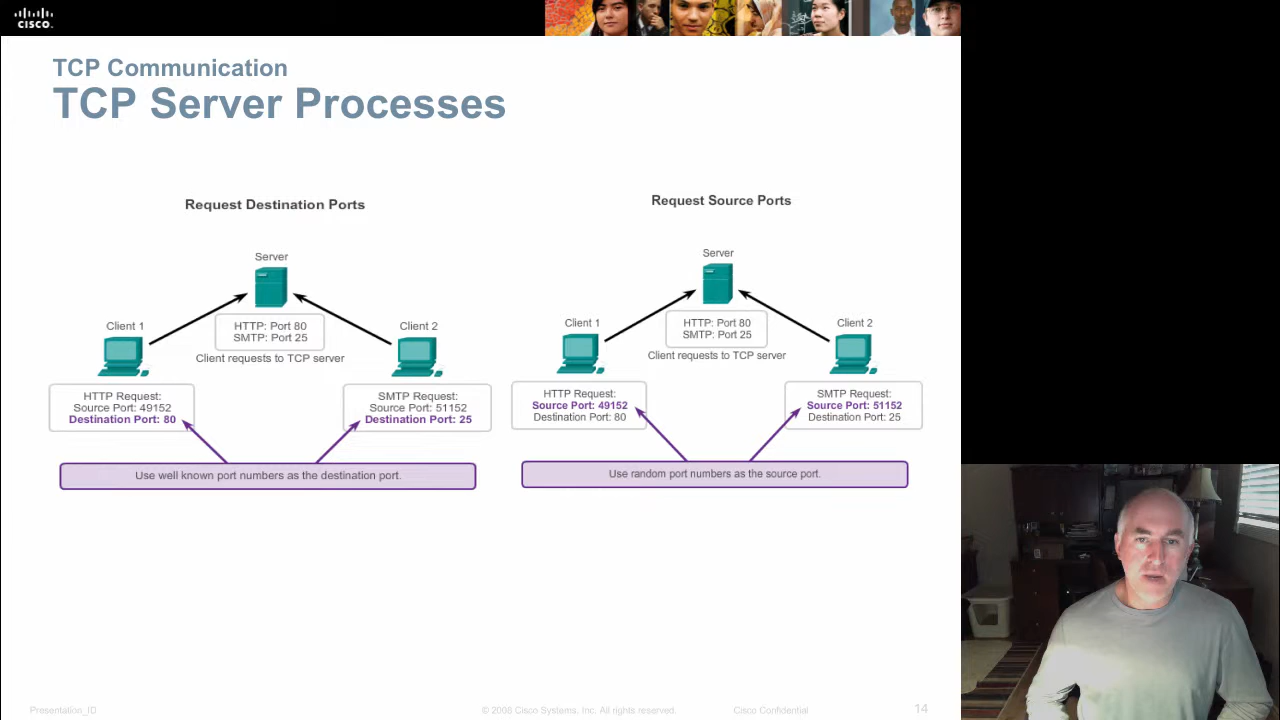 CISCO.
TCP Communication
TCP Server Processes
Request Destination Ports
Server
Client 1
HTTP: Port 80
SMTP: Port 25
Client 2
Client requests to TCP server
HTTP Request:
Source Port: 49152
Destination Port: 80
SMTP Request:
Source Port: 51152
Destination Port: 25
Use well known port numbers as the destination port.
Request Source Ports
Server
Client 1
HTTP: Port 80
SMTP: Port 25
Client 2
Client requests to TCP server
HTTP Request:
Source Port: 49152
Destination Port: 80
SMTP Request:
Source Port: 51152
Destination Port: 25
Use random port numbers as the source port.
Presentation_ID
© 2008 Cisco Systems, Inc. All rights reserved.
Cisco Confidential
14